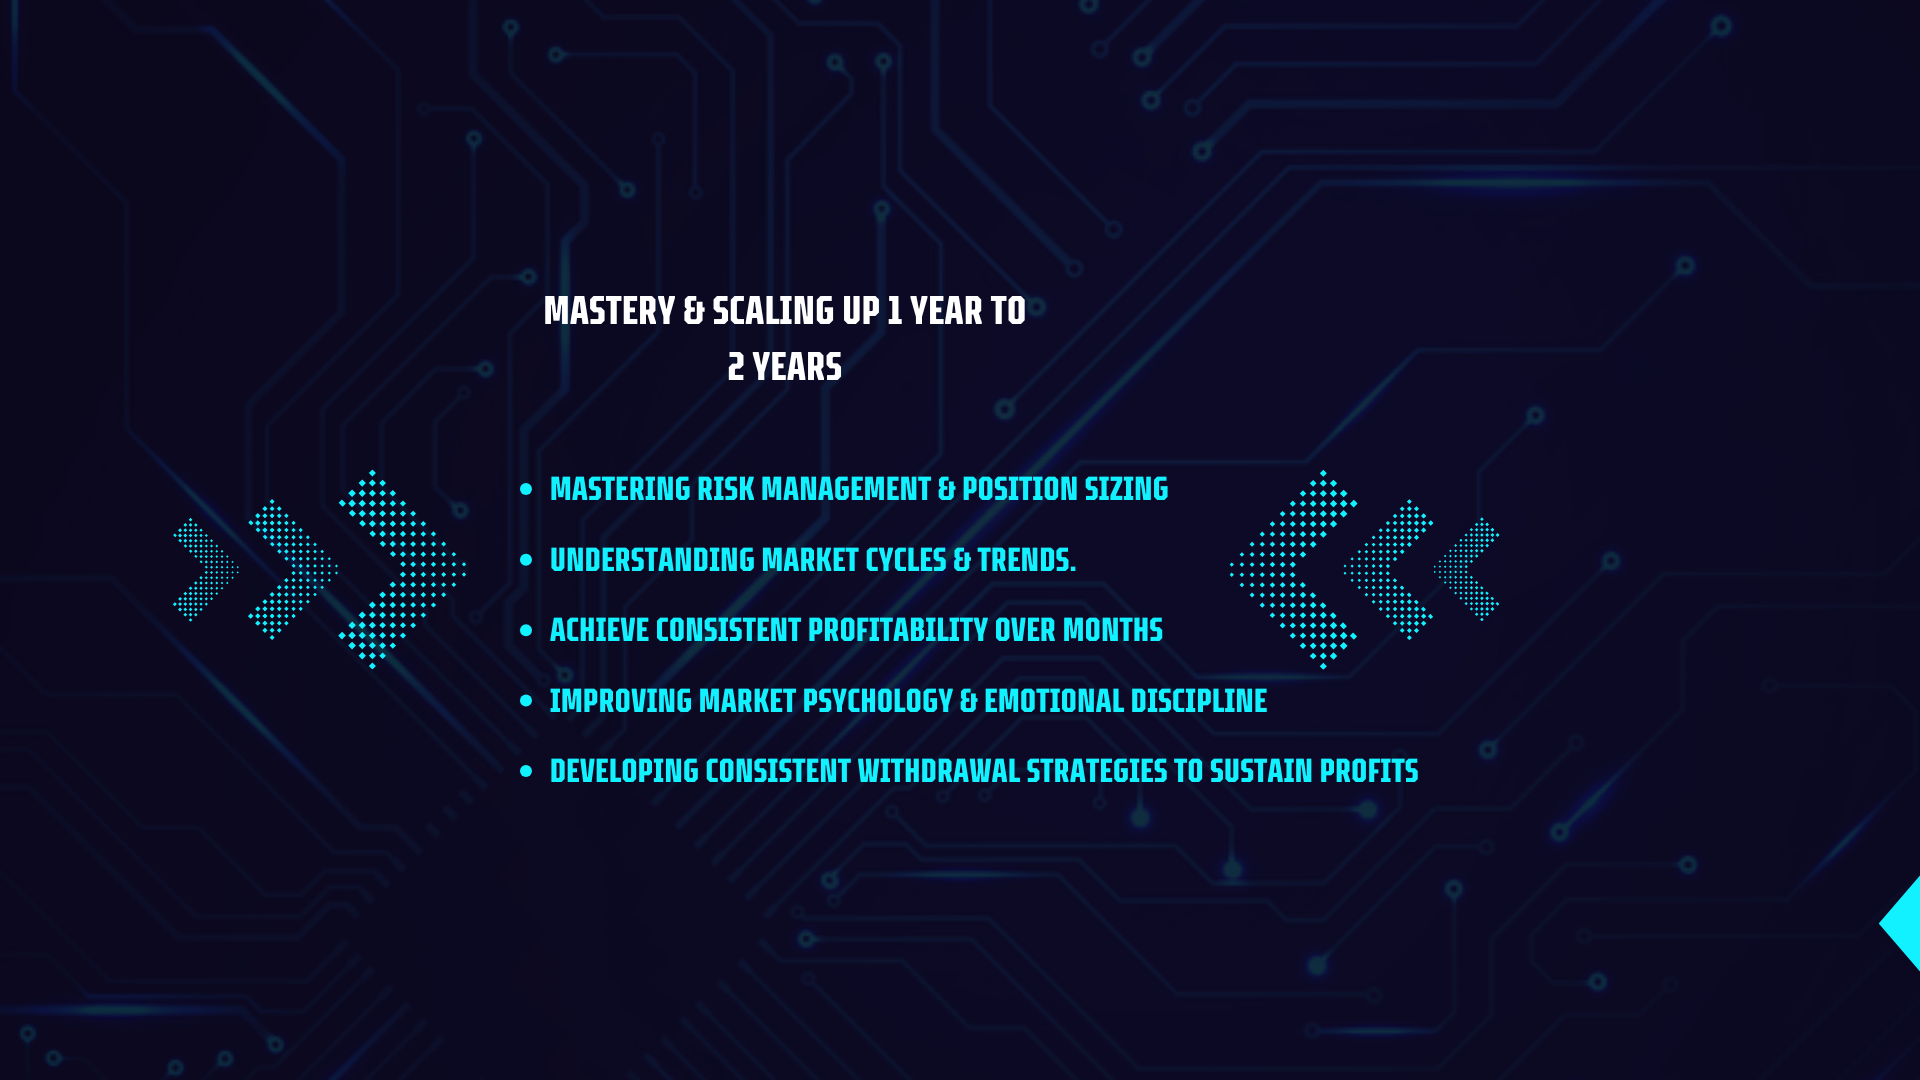 MASTERY & SCALING UP 1 YEAR TO
2 YEARS
• MASTERING RISK MANAGEMENT & POSITION SIZING
• UNDERSTANDING MARKET CYCLES & TRENDS.
• ACHIEVE CONSISTENT PROFITABILITY OVER MONTHS
• IMPROVING MARKET PSYCHOLOGY & EMOTIONAL DISCIPLINE
• DEVELOPING CONSISTENT WITHDRAWAL STRATEGIES TO SUSTAIN PROFITS